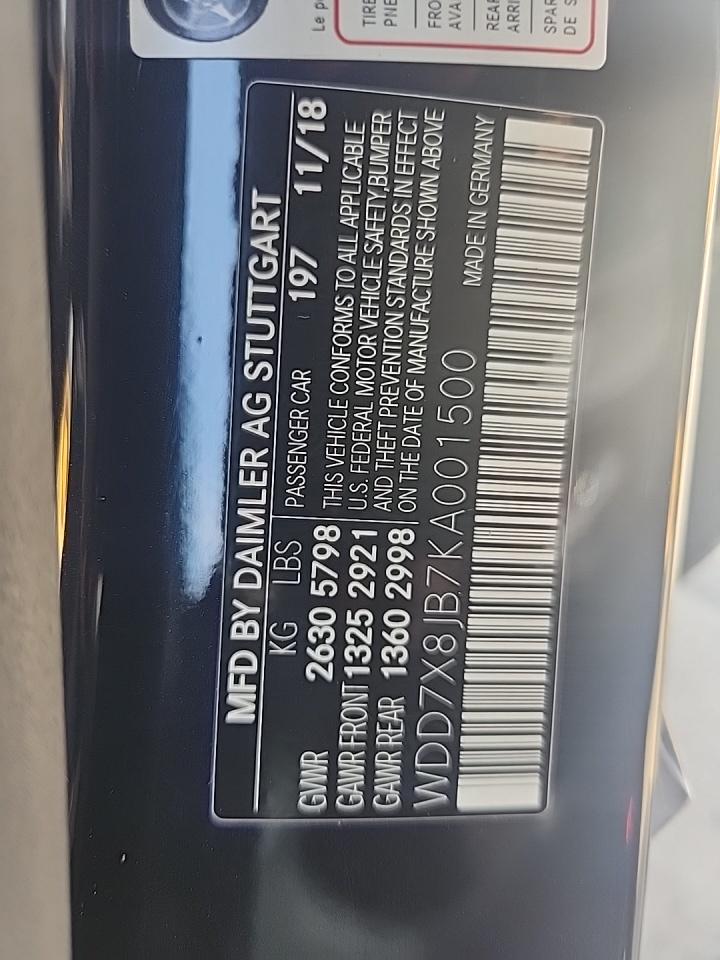 MFD BY DAIMLER AG STUTTGART
KG LBS
GVWR 2630 5798
GAWR FRONT 1325 2921
GAWR REAR 1360 2998
PASSENGER CAR 197 11/18
THIS VEHICLE CONFORMS TO ALL APPLICABLE
U.S. FEDERAL MOTOR VEHICLE SAFETY,BUMPER
AND THEFT PREVENTION STANDARDS IN EFFECT
ON THE DATE OF MANUFACTURE SHOWN ABOVE
WDD7X8JB7KA001500
MADE IN GERMANY
Le
TIRE